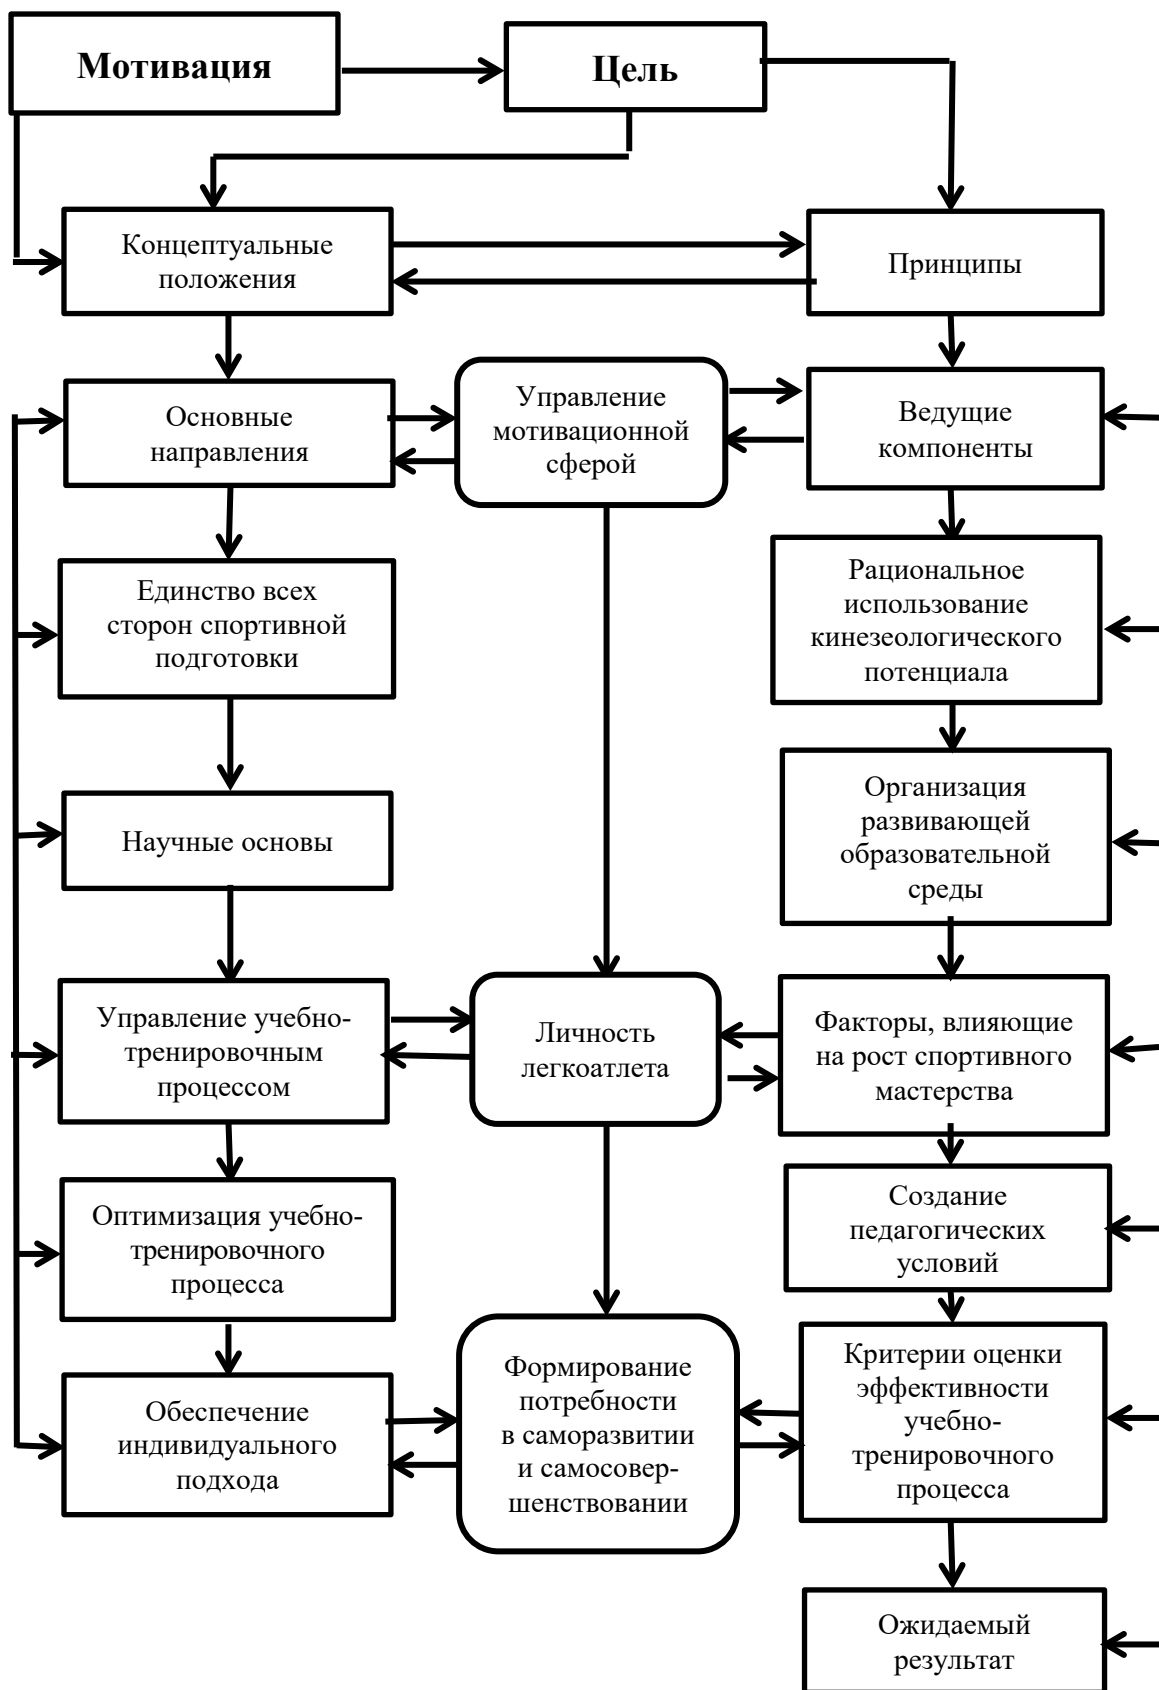 Мотивация
Цель
Концептуальные
положения
Принципы
Основные
направления
Управление
мотивационной
сферой
Ведущие
компоненты
Единство всех
сторон спортивной
подготовки
Рациональное
использование
кинезеологического
потенциала
Научные основы
Организация
развивающей
образовательной
среды
Управление учебно-
тренировочным
процессом
Личность
легкоатлета
Факторы, влияющие
на рост спортивного
мастерства
Оптимизация учебно-
тренировочного
процесса
Создание
педагогических
условий
Обеспечение
индивидуального
подхода
Формирование
потребности
в саморазвитии
и самосовер-
шенствовании
Критерии оценки
эффективности
учебно-
тренировочного
процесса
Ожидаемый
результат